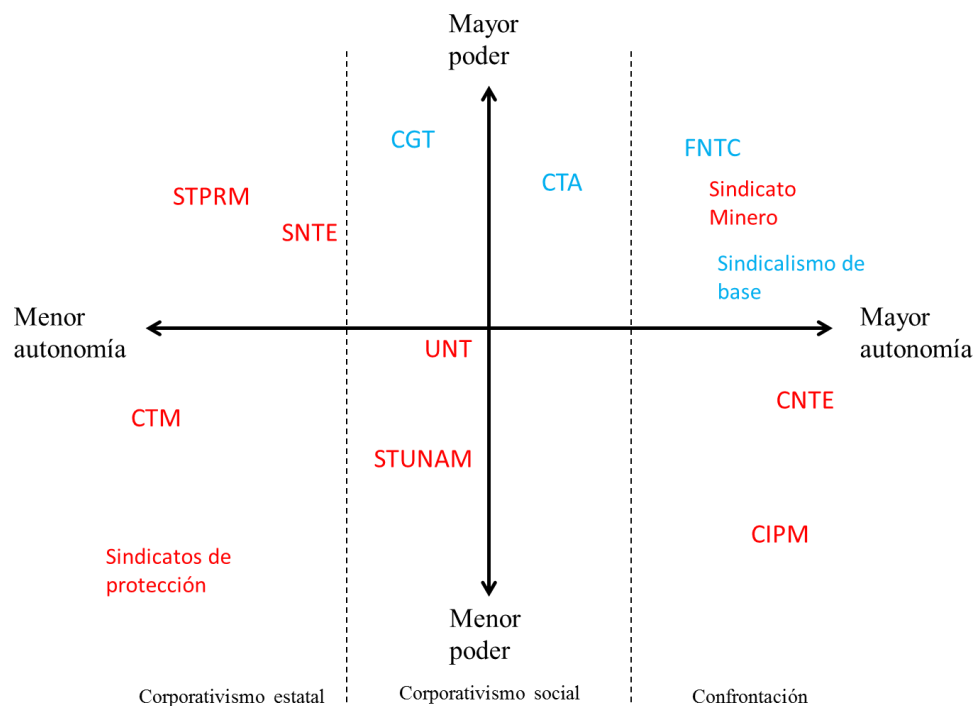 Mayor
poder
CGT
FNTC
CTA
STPRM
Sindicato
Minero
SNTE
Sindicalismo de
base
Menor
autonomía
Mayor
autonomía
UNT
CNTE
CTM
STUNAM
CIPM
Sindicatos de
protección
Menor
poder
Corporativismo estatal
Corporativismo social
Confrontación